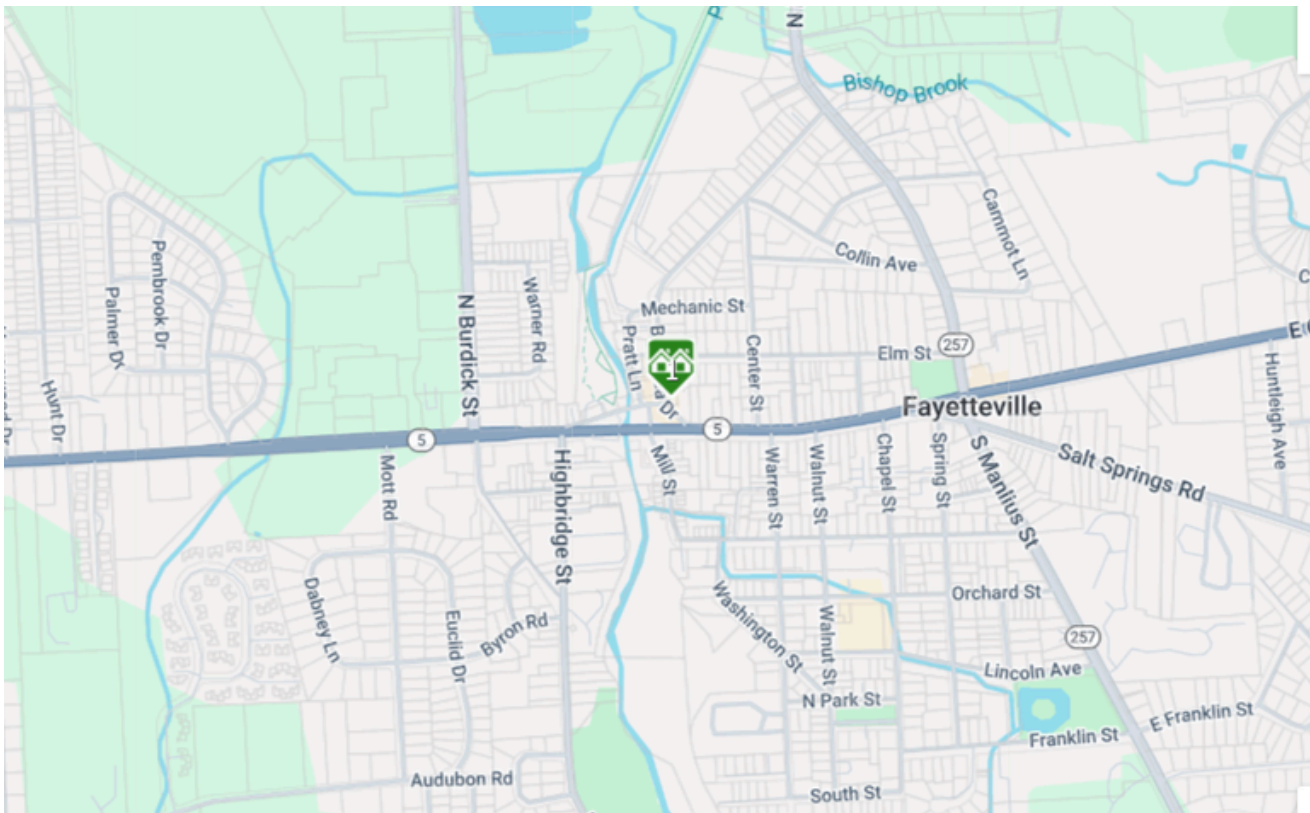 N
Bishop Brook
Cammot Ln
Collin Ave
Pembrook Dr
Palmer Dr
Warner Rd
Mechanic St
N Burdick St
Pratt Ln
B
Dr
Center St
Elm St
257
Hunt Dr
Huntleigh Ave
Fayetteville
5
5
Mott Rd
Highbridge St
Mill St
Warren St
Walnut St
Chapel St
Spring St
S Manlius St
Salt Springs Rd
Dabney Ln
Euclid Dr
Byron Rd
Washington St
Walnut St
Orchard St
257
Lincoln Ave
N Park St
E Franklin St
Franklin St
Audubon Rd
South St